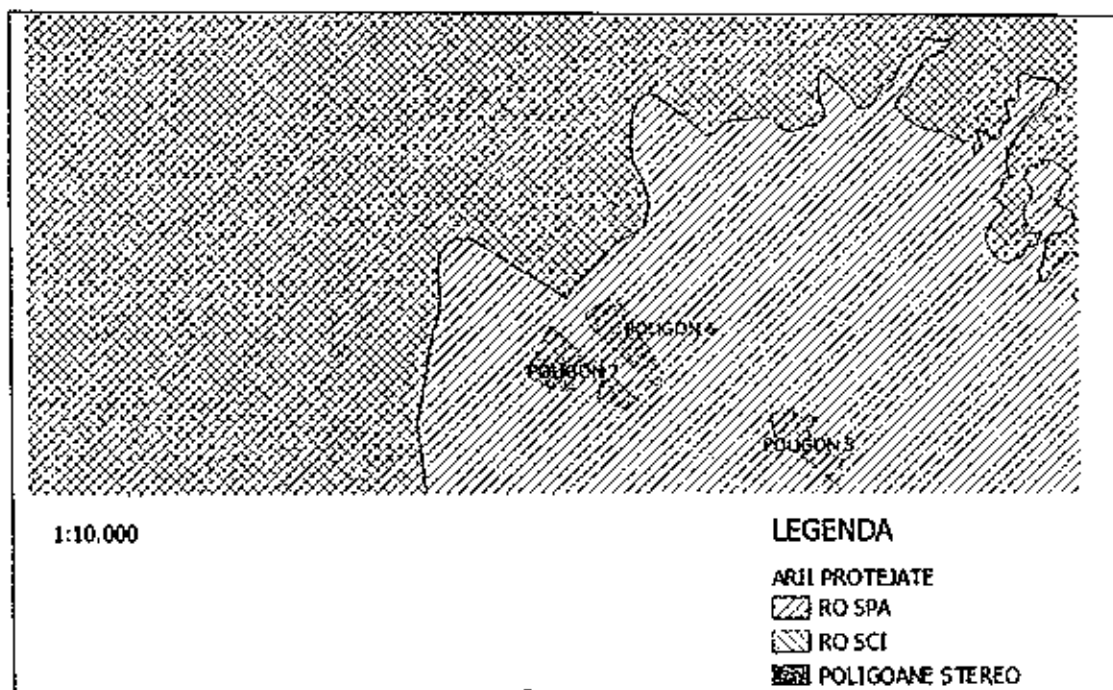 POLIGON 6
POLIGON 7
POLIGON 5
1:10,000
LEGENDA
ARII PROTEJATE
RO SPA
RO SCI
POLIGOANE STEREO